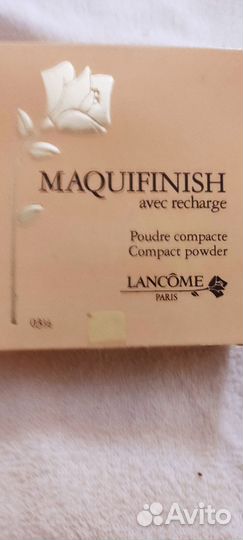 MAQUIFINISH
avec recharge
Poudre compacte
Compact powder
LANCÔME
PARIS
Avito